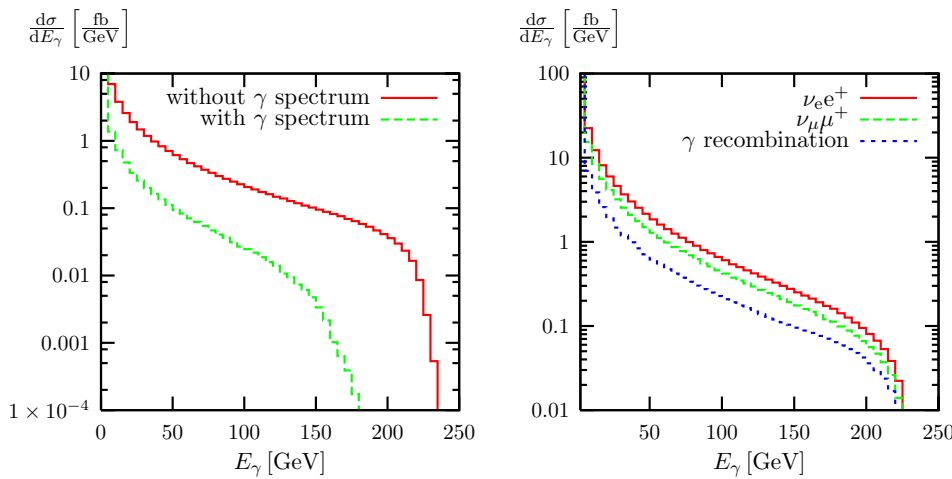 dσ/dE_γ [fb/GeV]
10
1
0.1
0.01
0.001
1 × 10⁻⁴
0 50 100 150 200 250
E_γ [GeV]
without γ spectrum
with γ spectrum
dσ/dE_γ [fb/GeV]
100
10
1
0.1
0.01
50 100 150 200 250
E_γ [GeV]
ν_e e⁺
ν_μ μ⁺
γ recombination